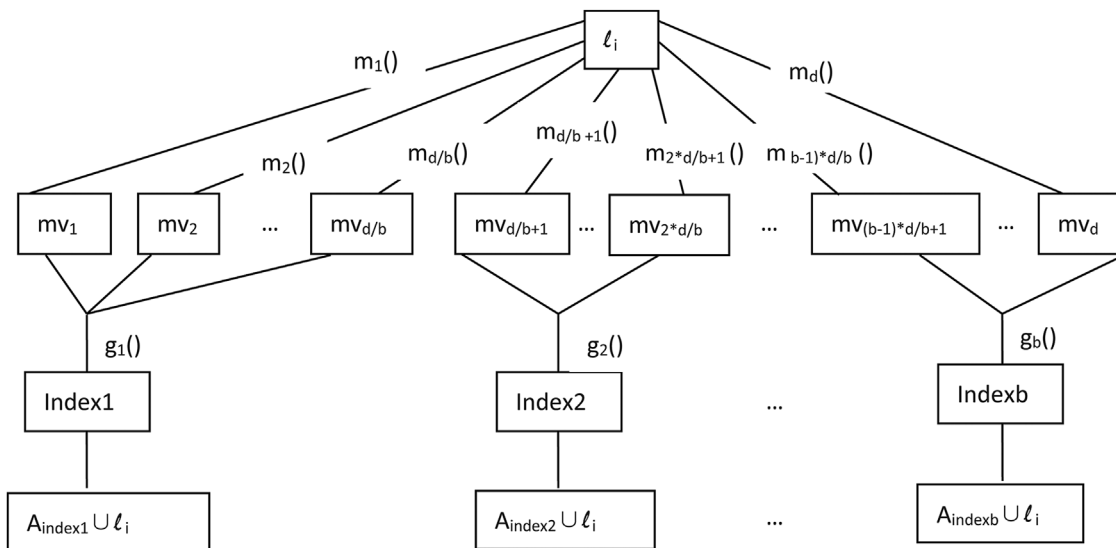 ℓi
m1()
md()
m2()
md/b()
md/b +1()
m2*d/b+1 ()
m b-1)*d/b ()
mv1 mv2 ... mvd/b mvd/b+1 ... mv2*d/b ... mv(b-1)*d/b+1 ... mvd
g1() g2() gb()
Index1 Index2 ... Indexb
Aindex1 ∪ ℓi Aindex2 ∪ ℓi ... Aindexb ∪ ℓi